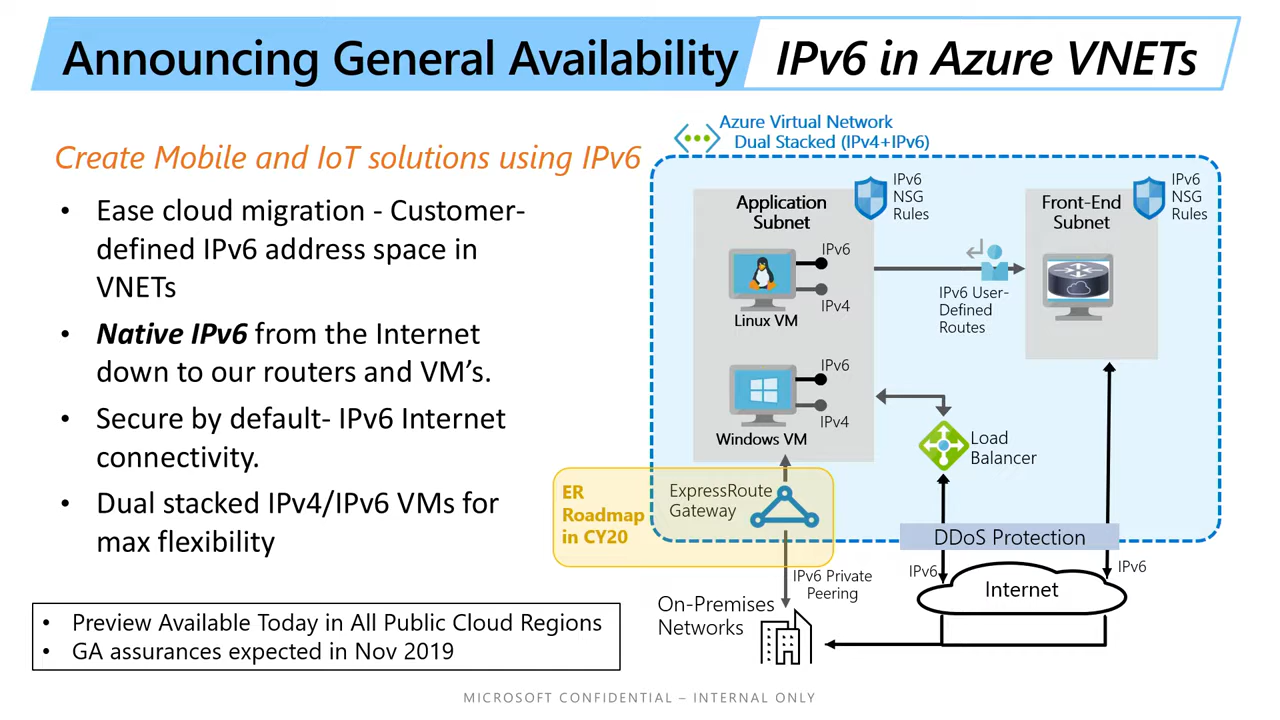 Announcing General Availability
IPv6 in Azure VNETs
Create Mobile and IoT solutions using IPv6
• Ease cloud migration - Customer-
defined IPv6 address space in
VNETs
• Native IPv6 from the Internet
down to our routers and VM's.
• Secure by default- IPv6 Internet
connectivity.
• Dual stacked IPv4/IPv6 VMs for
max flexibility
• Preview Available Today in All Public Cloud Regions
• GA assurances expected in Nov 2019
Azure Virtual Network
Dual Stacked (IPv4+IPv6)
Application
Subnet
IPv6
NSG
Rules
Front-End
Subnet
IPv6
NSG
Rules
IPv6
IPv4
Linux VM
IPv6 User-
Defined
Routes
IPv6
IPv4
Windows VM
Load
Balancer
ER
Roadmap
in CY20
ExpressRoute
Gateway
DDoS Protection
IPv6
IPv6
Internet
IPv6 Private
Peering
On-Premises
Networks
MICROSOFT CONFIDENTIAL – INTERNAL ONLY